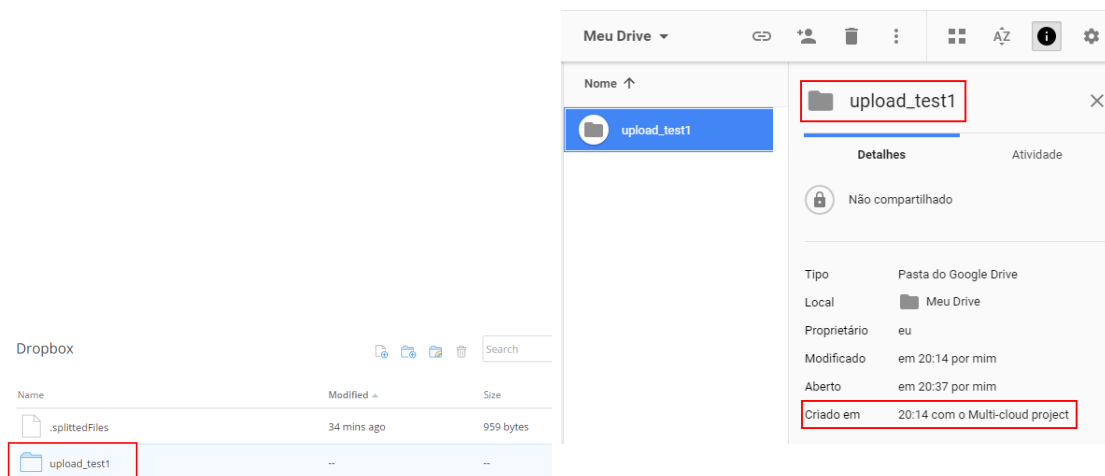 Dropbox
Search
Name Modified Size
.splittedFiles 34 mins ago 959 bytes
upload_test1 -- --
Meu Drive
AZ
Nome
upload_test1
upload_test1
Detalhes Atividade
Não compartilhado
Tipo Pasta do Google Drive
Local Meu Drive
Proprietário eu
Modificado em 20:14 por mim
Aberto em 20:37 por mim
Criado em 20:14 com o Multi-cloud project